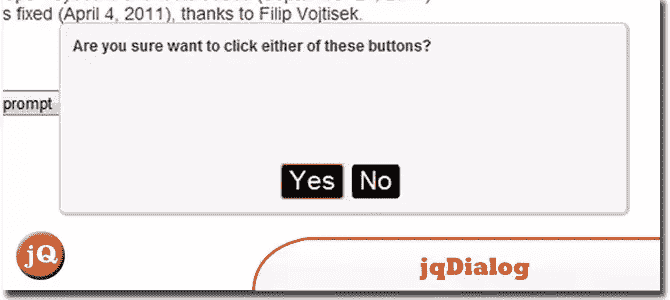 s fixed (April 4, 2011), thanks to Filip Vojtisek.
Are you sure want to click either of these buttons?
prompt
Yes No
jQ
jqDialog